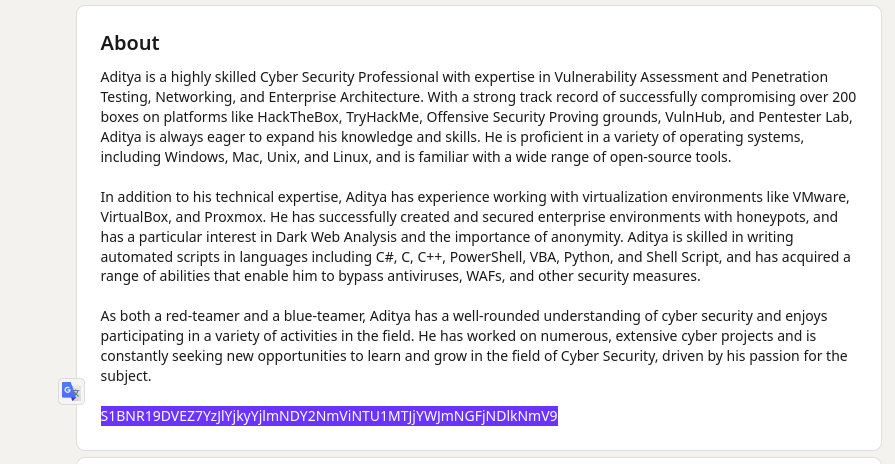 About
Aditya is a highly skilled Cyber Security Professional with expertise in Vulnerability Assessment and Penetration
Testing, Networking, and Enterprise Architecture. With a strong track record of successfully compromising over 200
boxes on platforms like HackTheBox, TryHackMe, Offensive Security Proving grounds, VulnHub, and Pentester Lab,
Aditya is always eager to expand his knowledge and skills. He is proficient in a variety of operating systems,
including Windows, Mac, Unix, and Linux, and is familiar with a wide range of open-source tools.
In addition to his technical expertise, Aditya has experience working with virtualization environments like VMware,
VirtualBox, and Proxmox. He has successfully created and secured enterprise environments with honeypots, and
has a particular interest in Dark Web Analysis and the importance of anonymity. Aditya is skilled in writing
automated scripts in languages including C#, C, C++, PowerShell, VBA, Python, and Shell Script, and has acquired a
range of abilities that enable him to bypass antiviruses, WAFs, and other security measures.
As both a red-teamer and a blue-teamer, Aditya has a well-rounded understanding of cyber security and enjoys
participating in a variety of activities in the field. He has worked on numerous, extensive cyber projects and is
constantly seeking new opportunities to learn and grow in the field of Cyber Security, driven by his passion for the
subject.
G
S1BNR19DVEZ7YzJlYjkyYjlmNDY2NmViNTU1MTJjYWJmNGFjNDlkNmV9